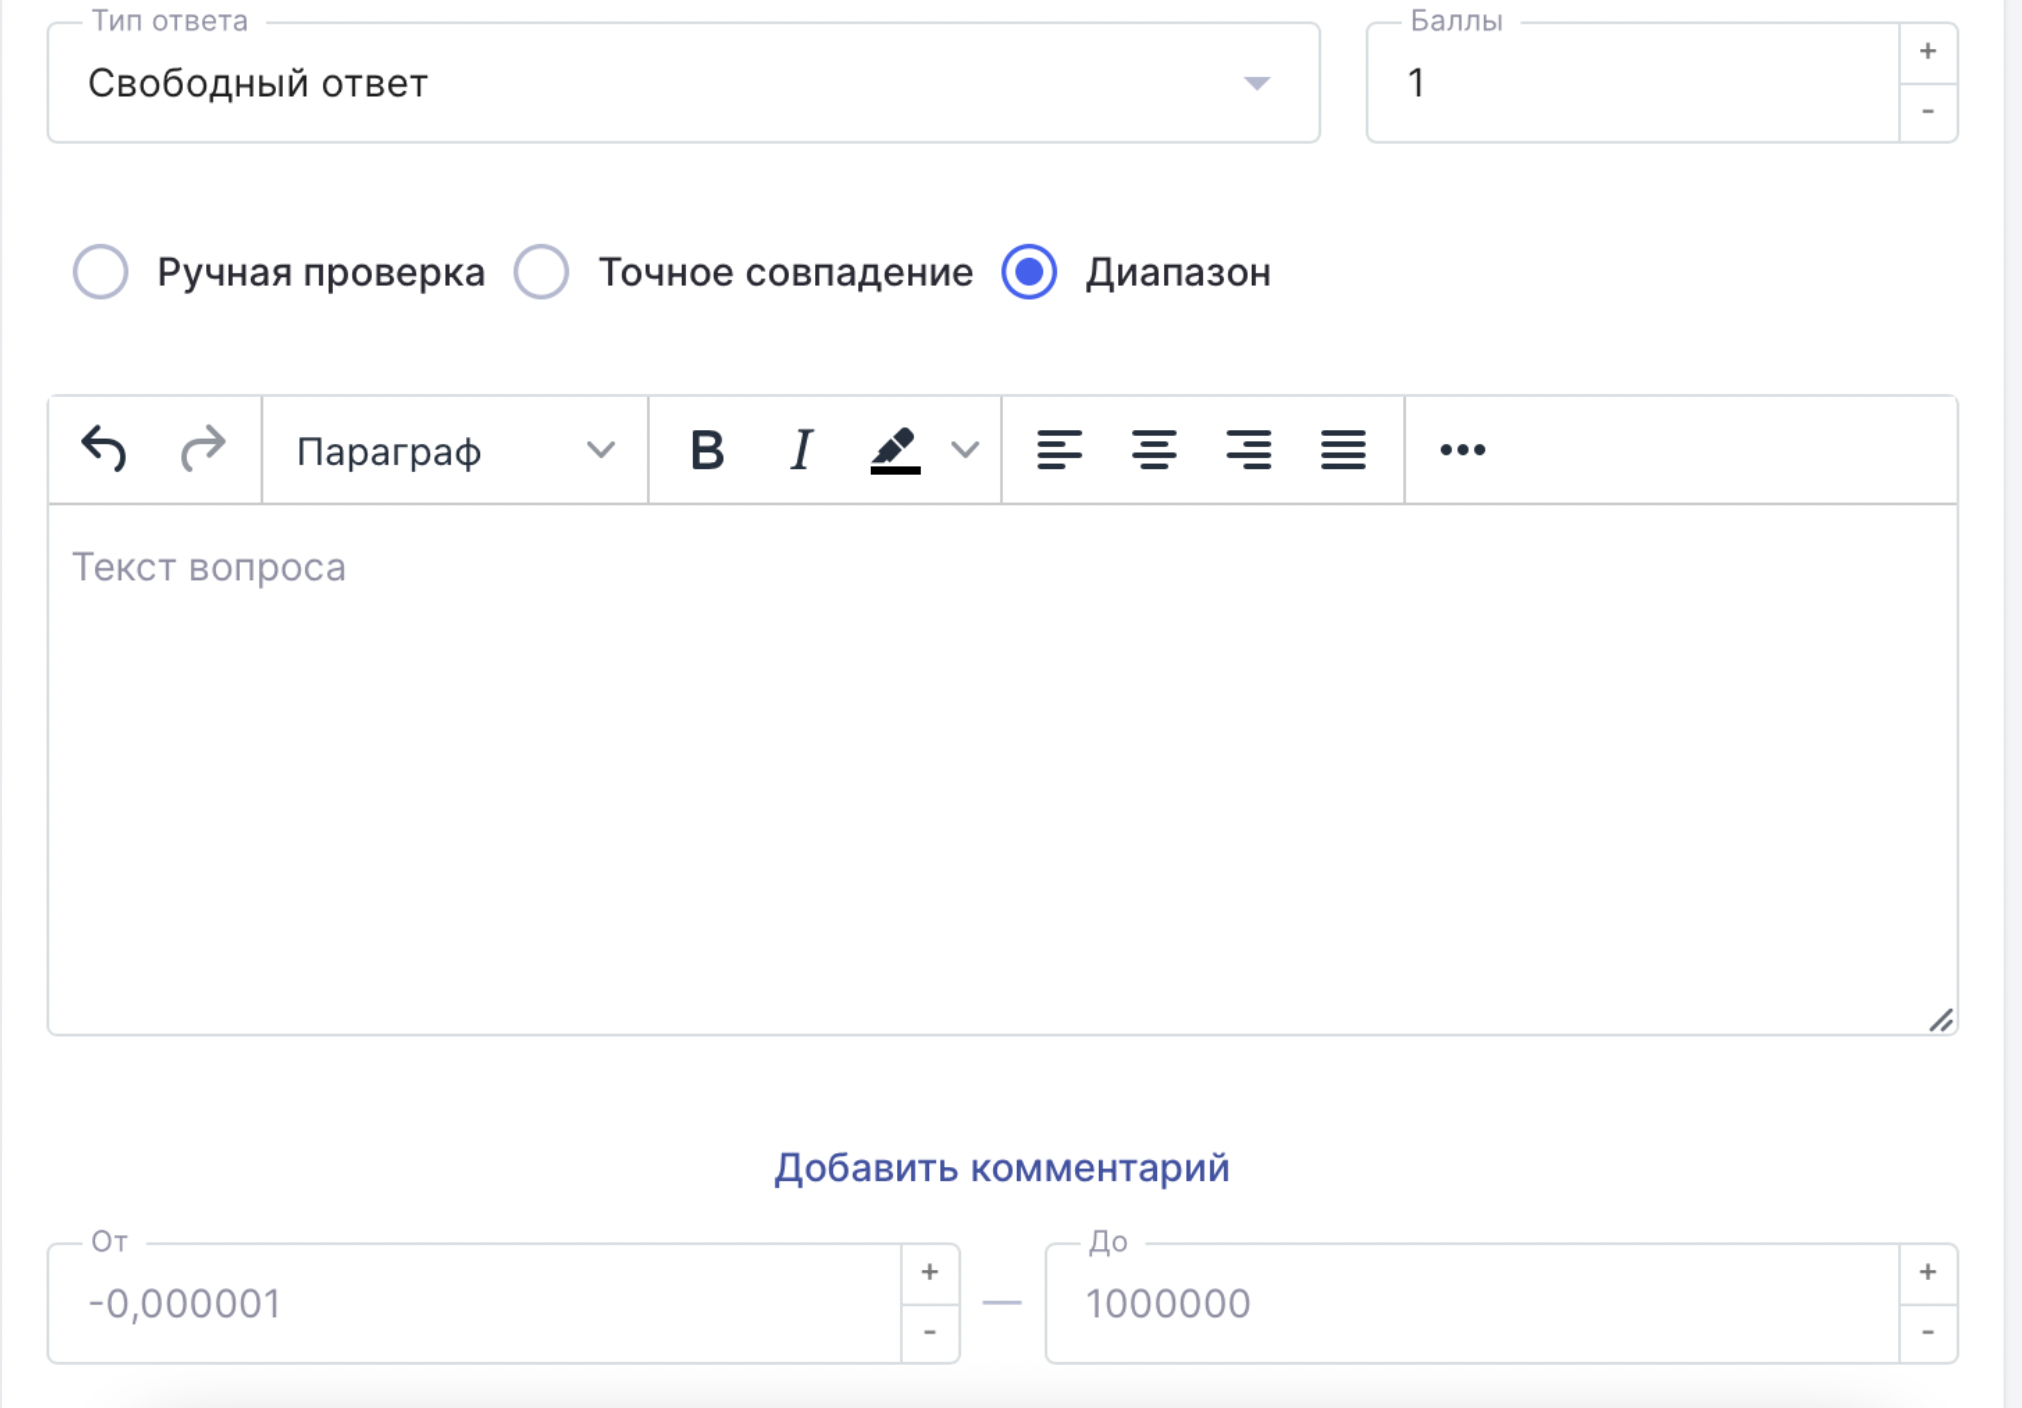 Тип ответа
Баллы
Свободный ответ
1
+
-
Ручная проверка
Точное совпадение
Диапазон
Параграф
B
I
Текст вопроса
Добавить комментарий
От
До
-0,000001
+
-
—
1000000
+
-